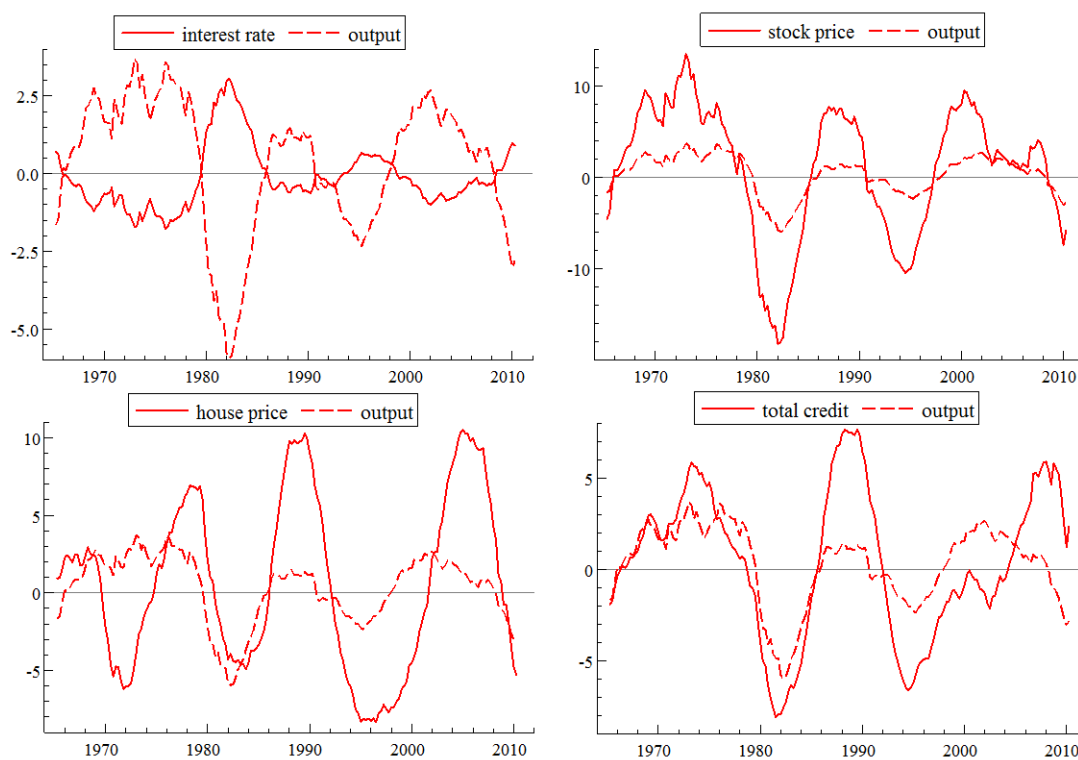 interest rate output
2.5
0.0
-2.5
-5.0
1970 1980 1990 2000 2010
stock price output
10
0
-10
1970 1980 1990 2000 2010
house price output
10
5
0
-5
1970 1980 1990 2000 2010
total credit output
5
0
-5
1970 1980 1990 2000 2010